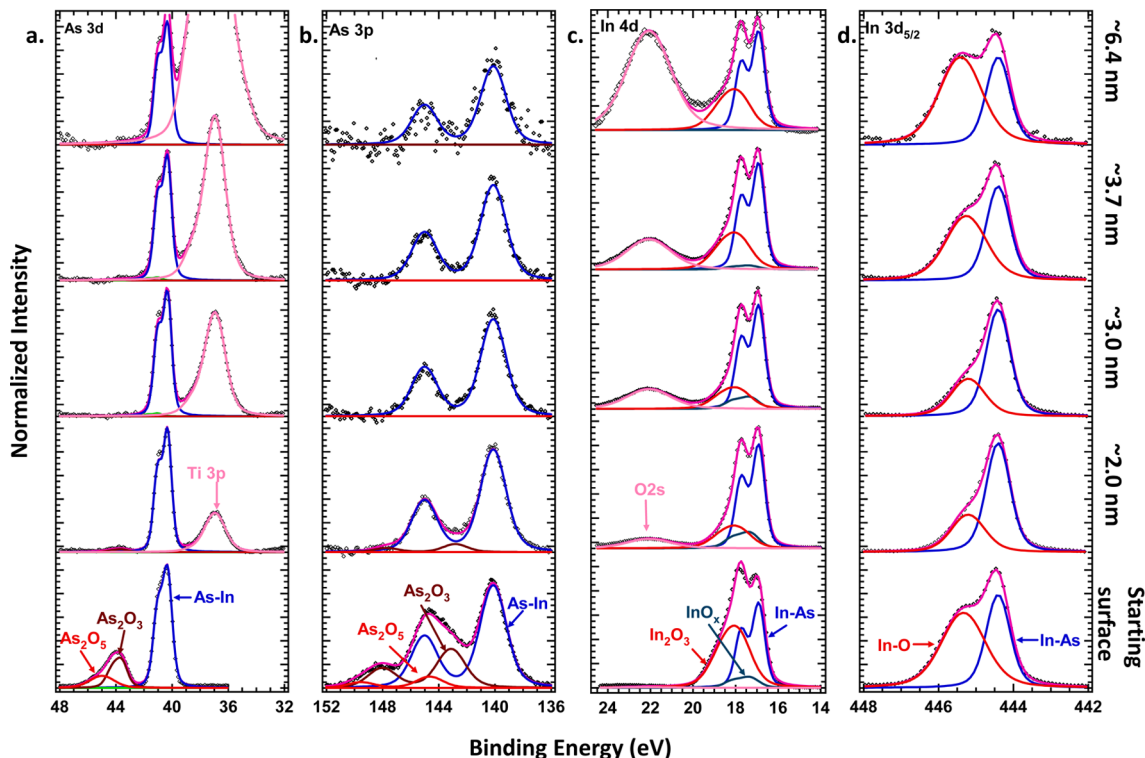 a. As 3d
b. As 3p
c. In 4d
d. In 3d5/2
~6.4 nm
~3.7 nm
~3.0 nm
~2.0 nm
Starting
surface
Normalized Intensity
Ti 3p
O2s
As2O5
As2O3
As-In
As2O5
As2O3
As-In
In2O3
InOx
In-As
In-O
In-As
48 44 40 36 32
152 148 144 140 136
24 22 20 18 16 14
448 446 444 442
Binding Energy (eV)